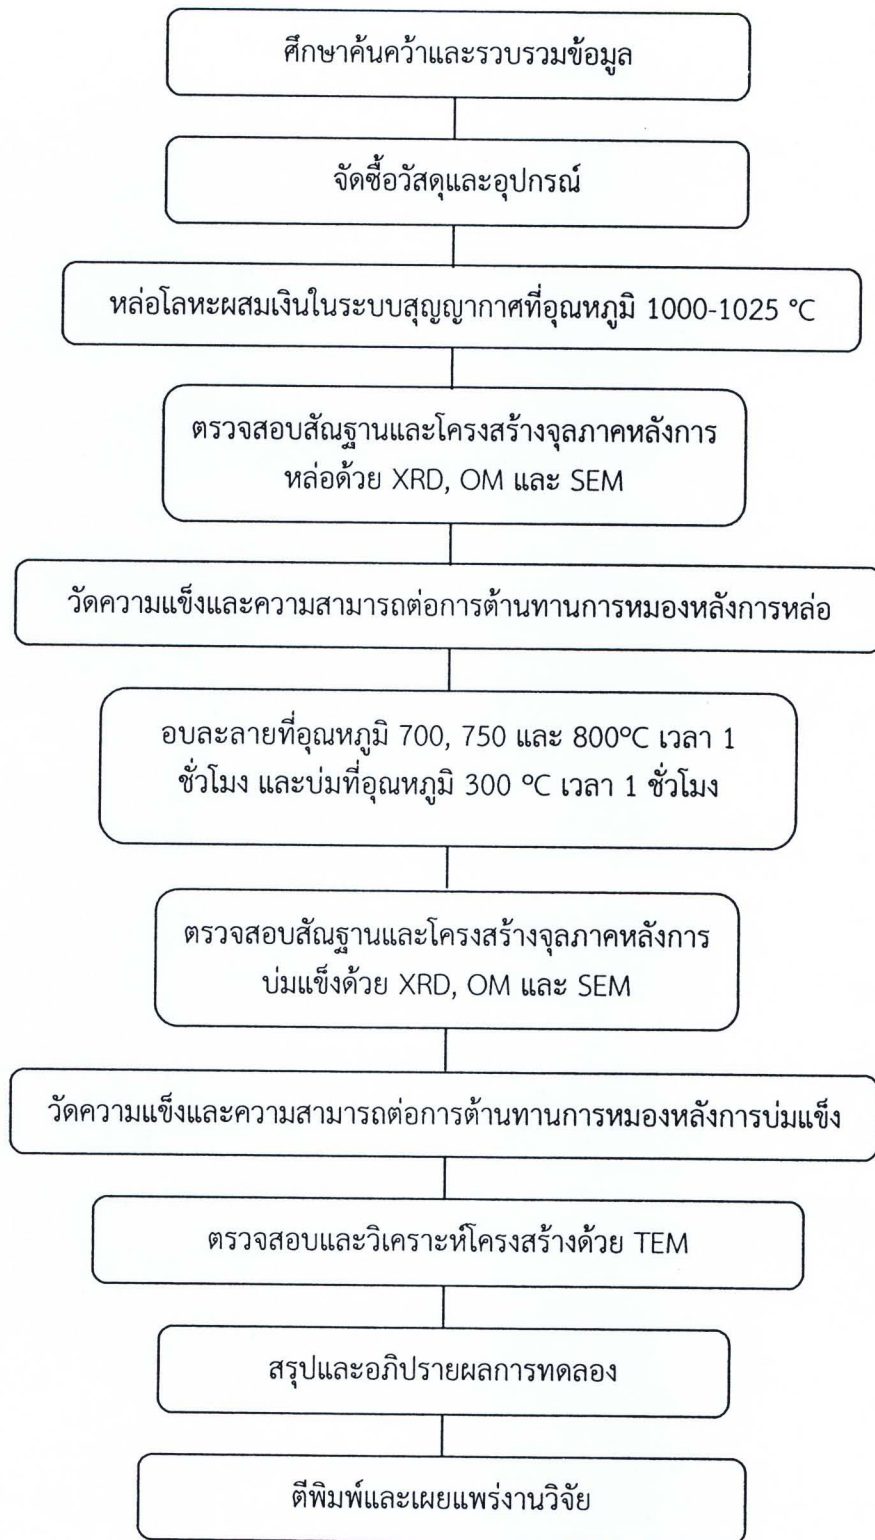 ศึกษาค้นคว้าและรวบรวมข้อมูล
จัดซื้อวัสดุและอุปกรณ์
หล่อโลหะผสมเงินในระบบสุญญากาศที่อุณหภูมิ 1000-1025 °C
ตรวจสอบสัณฐานและโครงสร้างจุลภาคหลังการ
หล่อด้วย XRD, OM และ SEM
วัดความแข็งและความสามารถต่อการต้านทานการหมองหลังการหล่อ
อบละลายที่อุณหภูมิ 700, 750 และ 800°C เวลา 1
ชั่วโมง และบ่มที่อุณหภูมิ 300 °C เวลา 1 ชั่วโมง
ตรวจสอบสัณฐานและโครงสร้างจุลภาคหลังการ
บ่มแข็งด้วย XRD, OM และ SEM
วัดความแข็งและความสามารถต่อการต้านทานการหมองหลังการบ่มแข็ง
ตรวจสอบและวิเคราะห์โครงสร้างด้วย TEM
สรุปและอภิปรายผลการทดลอง
ตีพิมพ์และเผยแพร่งานวิจัย